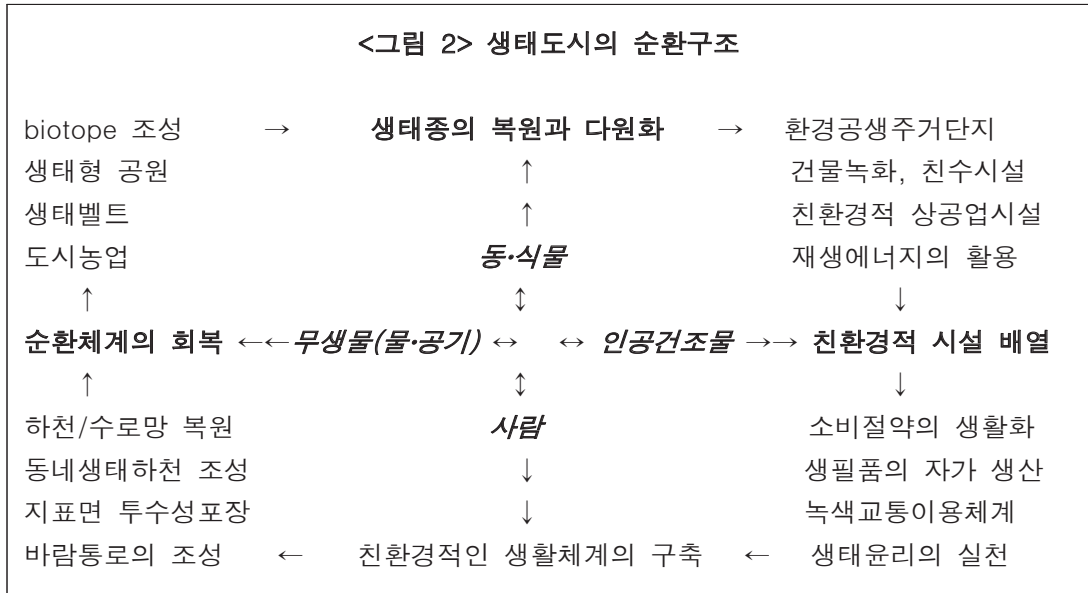 <그림 2> 생태도시의 순환구조
biotope 조성 → 생태종의 복원과 다원화 → 환경공생주거단지
생태형 공원 ↑ 건물녹화, 친수시설
생태벨트 ↑ 친환경적 상공업시설
도시농업 동·식물 재생에너지의 활용
↑ ↕ ↓
순환체계의 회복 ←←무생물(물·공기) ↔ ↔ 인공건조물→→ 친환경적 시설 배열
↑ ↕ ↓
하천/수로망 복원 사람 소비절약의 생활화
동네생태하천 조성 ↓ 생필품의 자가 생산
지표면 투수성포장 ↓ 녹색교통이용체계
바람통로의 조성 ← 친환경적인 생활체계의 구축 ← 생태윤리의 실천